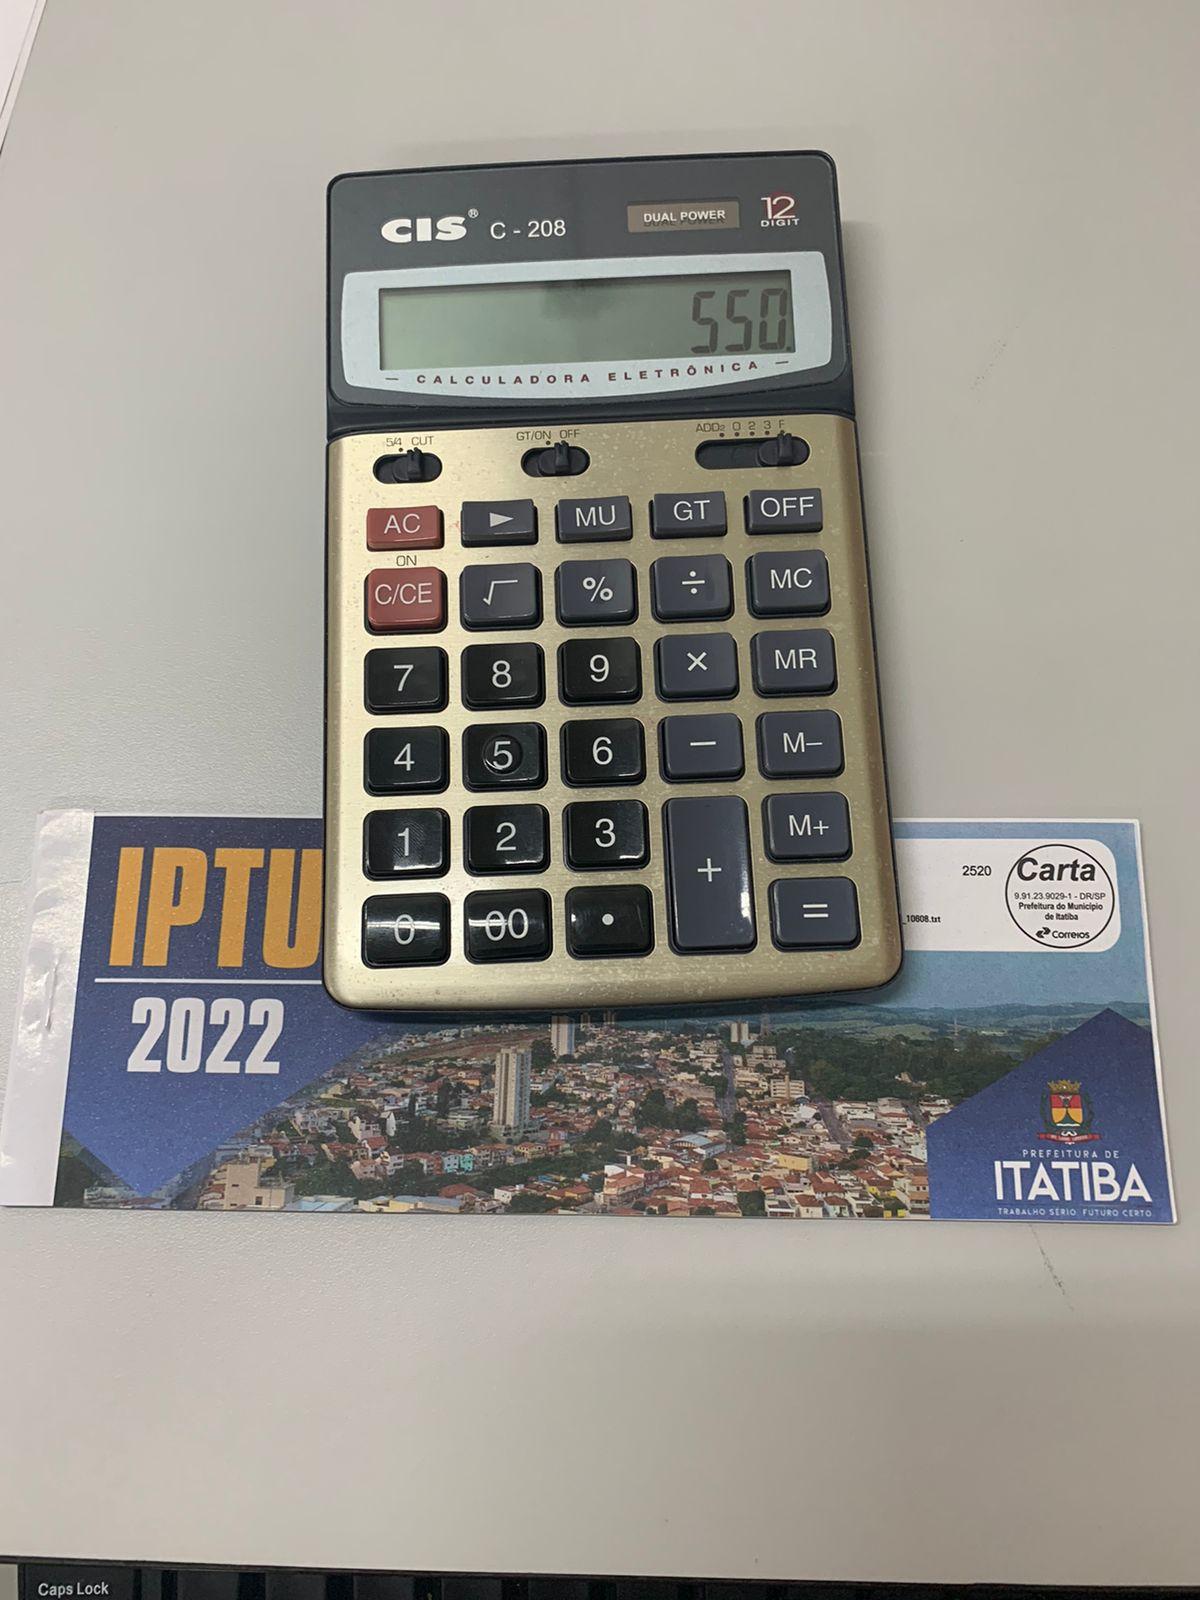 CIS® C - 208
DUAL POWER
12
DIGIT
550.
— CALCULADORA ELETRÔNICA —
5/4 CUT
GT/ON OFF
ADD2 0 2 3 F
AC ▶ MU GT OFF
ON
C/CE √ % ÷ MC
7 8 9 × MR
4 5 6 − M−
1 2 3 + M+
0 00 • =
IPTU
2022
2520
Carta
9.91.23.9029-1 - DR/SP
Prefeitura do Município
de Itatiba
Correios
_10608.txt
PREFEITURA DE
ITATIBA
TRABALHO SÉRIO. FUTURO CERTO
Caps Lock